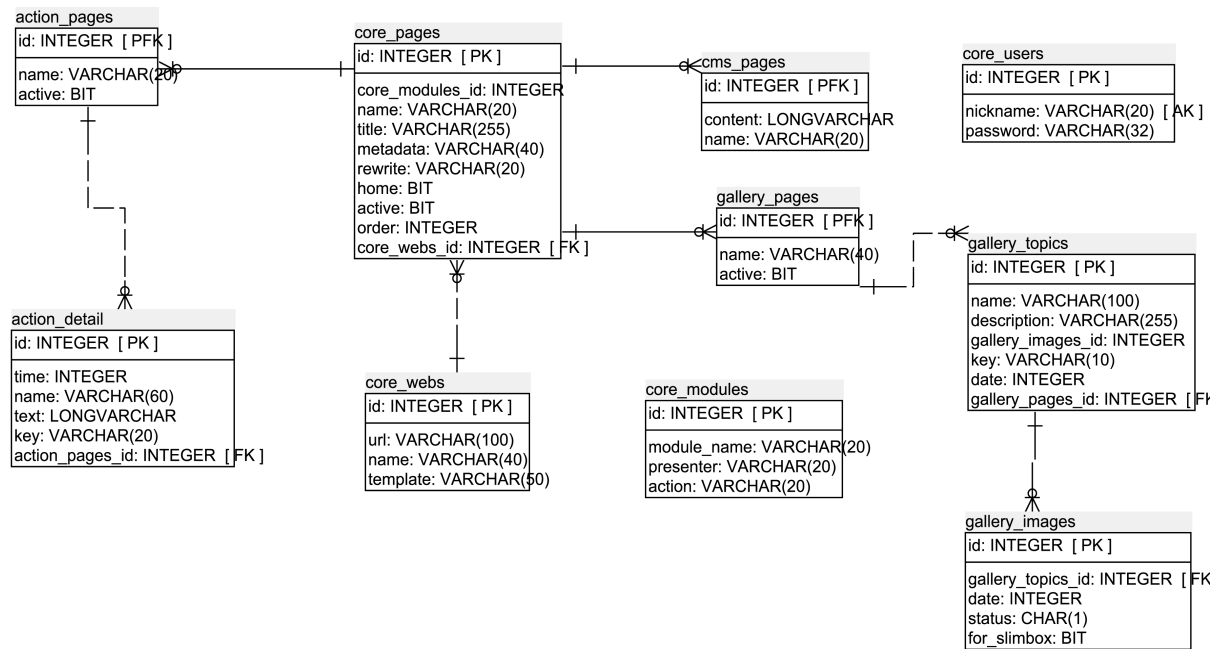 action_pages
id: INTEGER [ PFK ]
name: VARCHAR(20)
active: BIT
core_pages
id: INTEGER [ PK ]
core_modules_id: INTEGER
name: VARCHAR(20)
title: VARCHAR(255)
metadata: VARCHAR(40)
rewrite: VARCHAR(20)
home: BIT
active: BIT
order: INTEGER
core_webs_id: INTEGER [ FK ]
cms_pages
id: INTEGER [ PFK ]
content: LONGVARCHAR
name: VARCHAR(20)
core_users
id: INTEGER [ PK ]
nickname: VARCHAR(20) [ AK ]
password: VARCHAR(32)
gallery_pages
id: INTEGER [ PFK ]
name: VARCHAR(40)
active: BIT
gallery_topics
id: INTEGER [ PK ]
name: VARCHAR(100)
description: VARCHAR(255)
gallery_images_id: INTEGER
key: VARCHAR(10)
date: INTEGER
gallery_pages_id: INTEGER [ FK
action_detail
id: INTEGER [ PK ]
time: INTEGER
name: VARCHAR(60)
text: LONGVARCHAR
key: VARCHAR(20)
action_pages_id: INTEGER [ FK ]
core_webs
id: INTEGER [ PK ]
url: VARCHAR(100)
name: VARCHAR(40)
template: VARCHAR(50)
core_modules
id: INTEGER [ PK ]
module_name: VARCHAR(20)
presenter: VARCHAR(20)
action: VARCHAR(20)
gallery_images
id: INTEGER [ PK ]
gallery_topics_id: INTEGER [ FK
date: INTEGER
status: CHAR(1)
for_slimbox: BIT